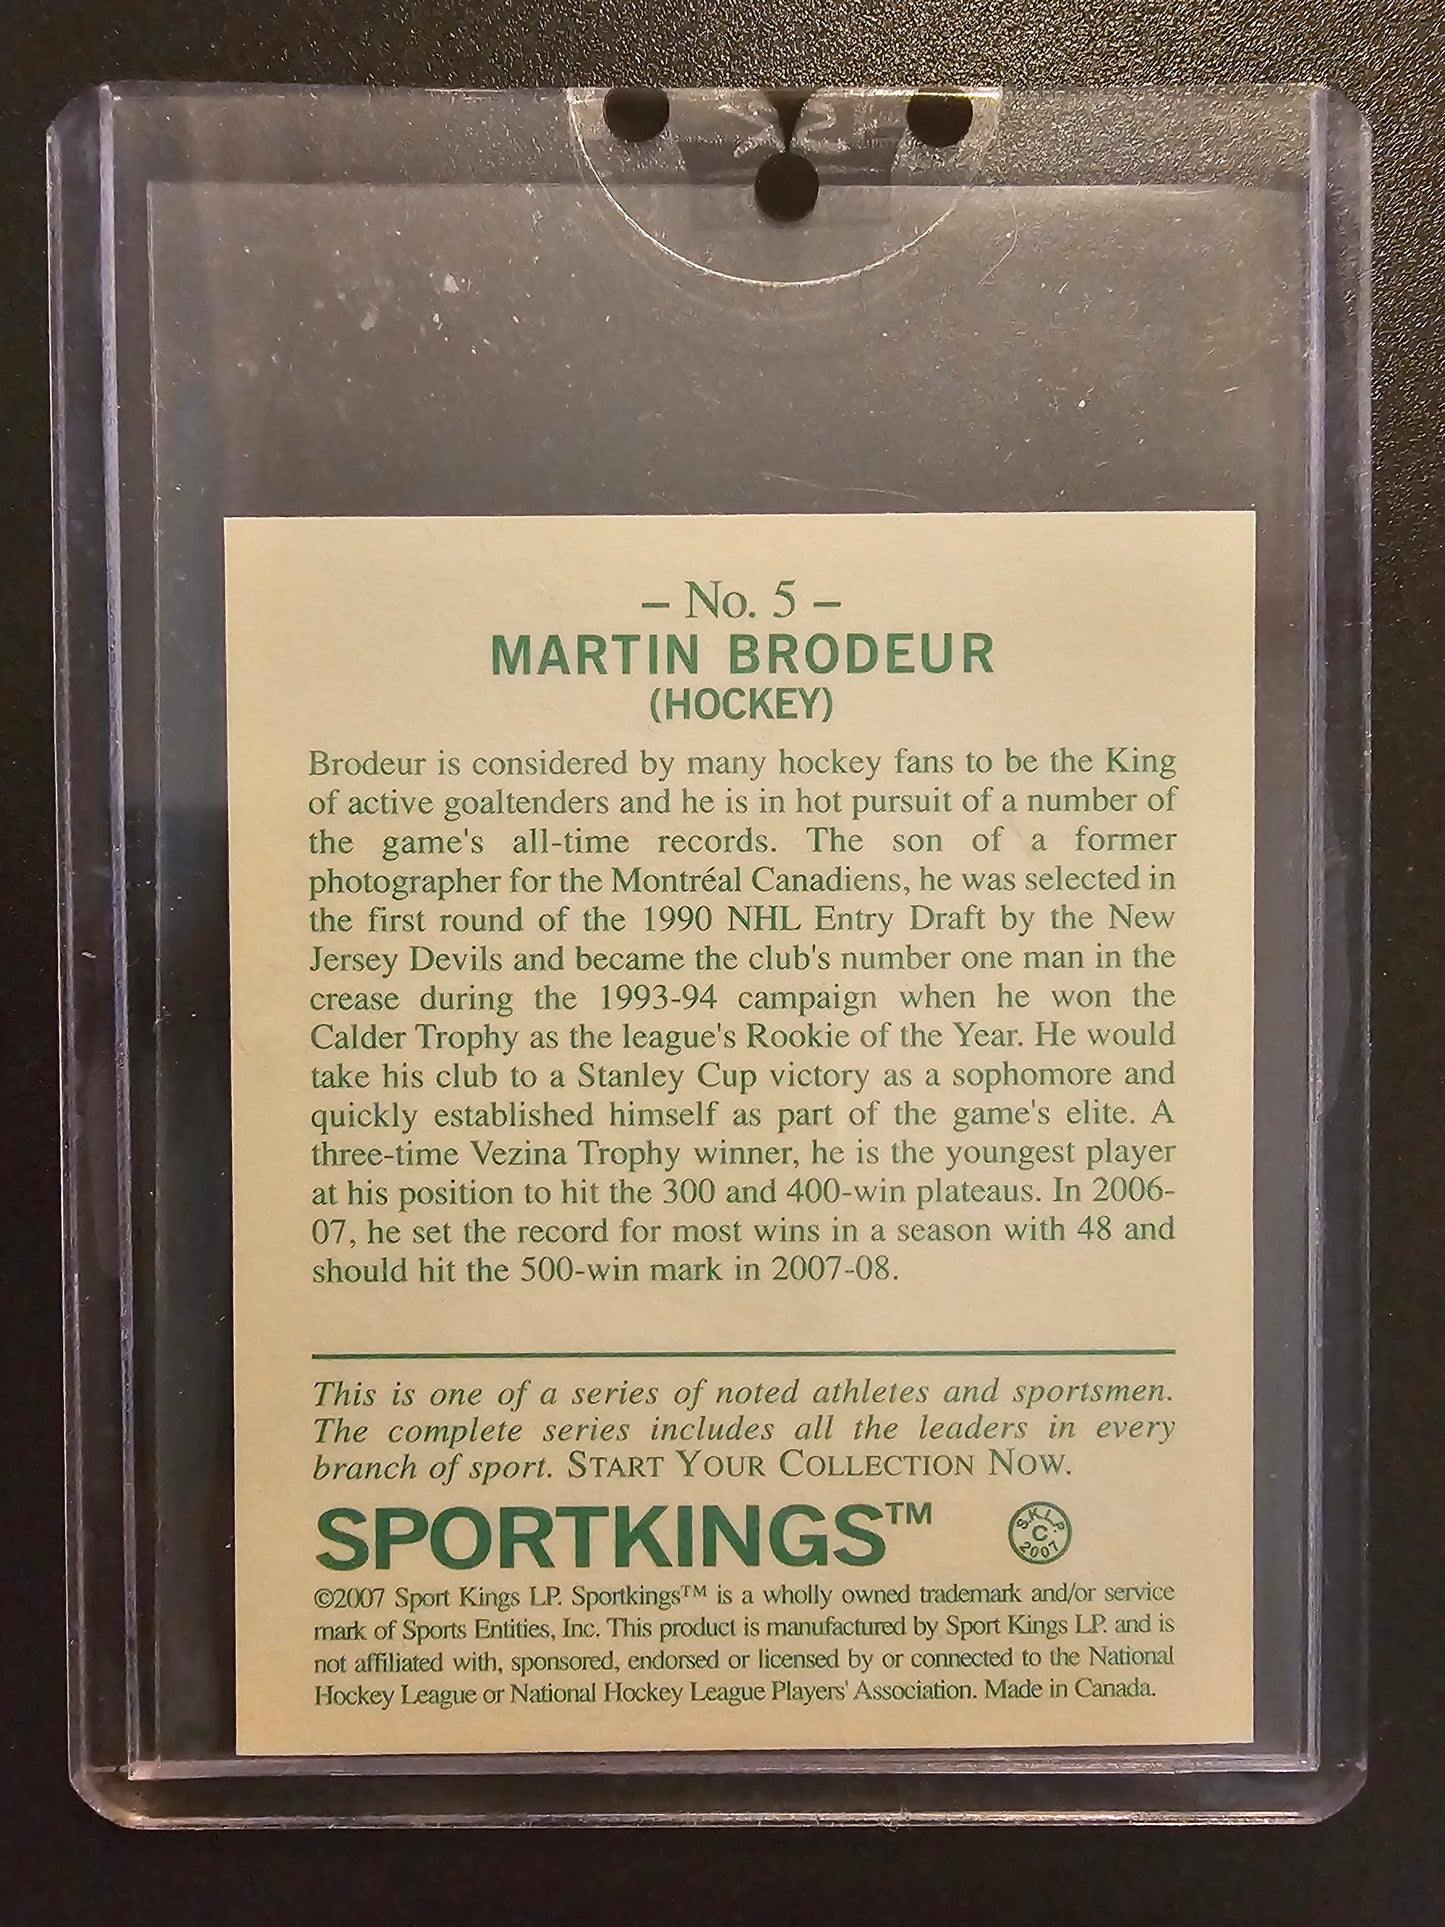 – No. 5 –
MARTIN BRODEUR
(HOCKEY)
Brodeur is considered by many hockey fans to be the King
of active goaltenders and he is in hot pursuit of a number of
the game's all-time records. The son of a former
photographer for the Montréal Canadiens, he was selected in
the first round of the 1990 NHL Entry Draft by the New
Jersey Devils and became the club's number one man in the
crease during the 1993-94 campaign when he won the
Calder Trophy as the league's Rookie of the Year. He would
take his club to a Stanley Cup victory as a sophomore and
quickly established himself as part of the game's elite. A
three-time Vezina Trophy winner, he is the youngest player
at his position to hit the 300 and 400-win plateaus. In 2006-
07, he set the record for most wins in a season with 48 and
should hit the 500-win mark in 2007-08.
This is one of a series of noted athletes and sportsmen.
The complete series includes all the leaders in every
branch of sport. START YOUR COLLECTION NOW.
SPORTKINGS™
S.K.L.P.
C
2007
©2007 Sport Kings LP. Sportkings™ is a wholly owned trademark and/or service
mark of Sports Entities, Inc. This product is manufactured by Sport Kings LP. and is
not affiliated with, sponsored, endorsed or licensed by or connected to the National
Hockey League or National Hockey League Players' Association. Made in Canada.